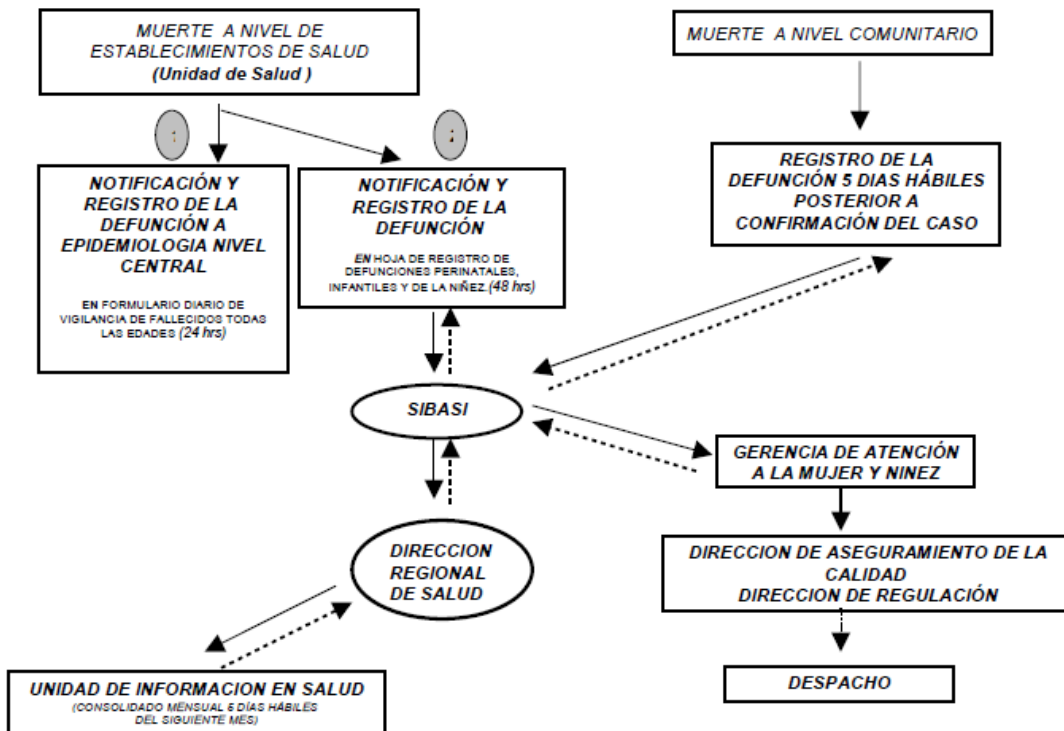 MUERTE A NIVEL DE
ESTABLECIMIENTOS DE SALUD
(Unidad de Salud )
MUERTE A NIVEL COMUNITARIO
NOTIFICACIÓN Y
REGISTRO DE LA
DEFUNCIÓN A
EPIDEMIOLOGIA NIVEL
CENTRAL
EN FORMULARIO DIARIO DE
VIGILANCIA DE FALLECIDOS TODAS
LAS EDADES (24 hrs)
NOTIFICACIÓN Y
REGISTRO DE LA
DEFUNCIÓN
EN HOJA DE REGISTRO DE
DEFUNCIONES PERINATALES,
INFANTILES Y DE LA NIÑEZ.(48 hrs)
REGISTRO DE LA
DEFUNCIÓN 5 DIAS HÁBILES
POSTERIOR A
CONFIRMACIÓN DEL CASO
SIBASI
GERENCIA DE ATENCIÓN
A LA MUJER Y NINEZ
DIRECCION
REGIONAL
DE SALUD
DIRECCION DE ASEGURAMIENTO DE LA
CALIDAD
DIRECCION DE REGULACIÓN
UNIDAD DE INFORMACION EN SALUD
(CONSOLIDADO MENSUAL 5 DÍAS HÁBILES
DEL SIGUIENTE MES)
DESPACHO